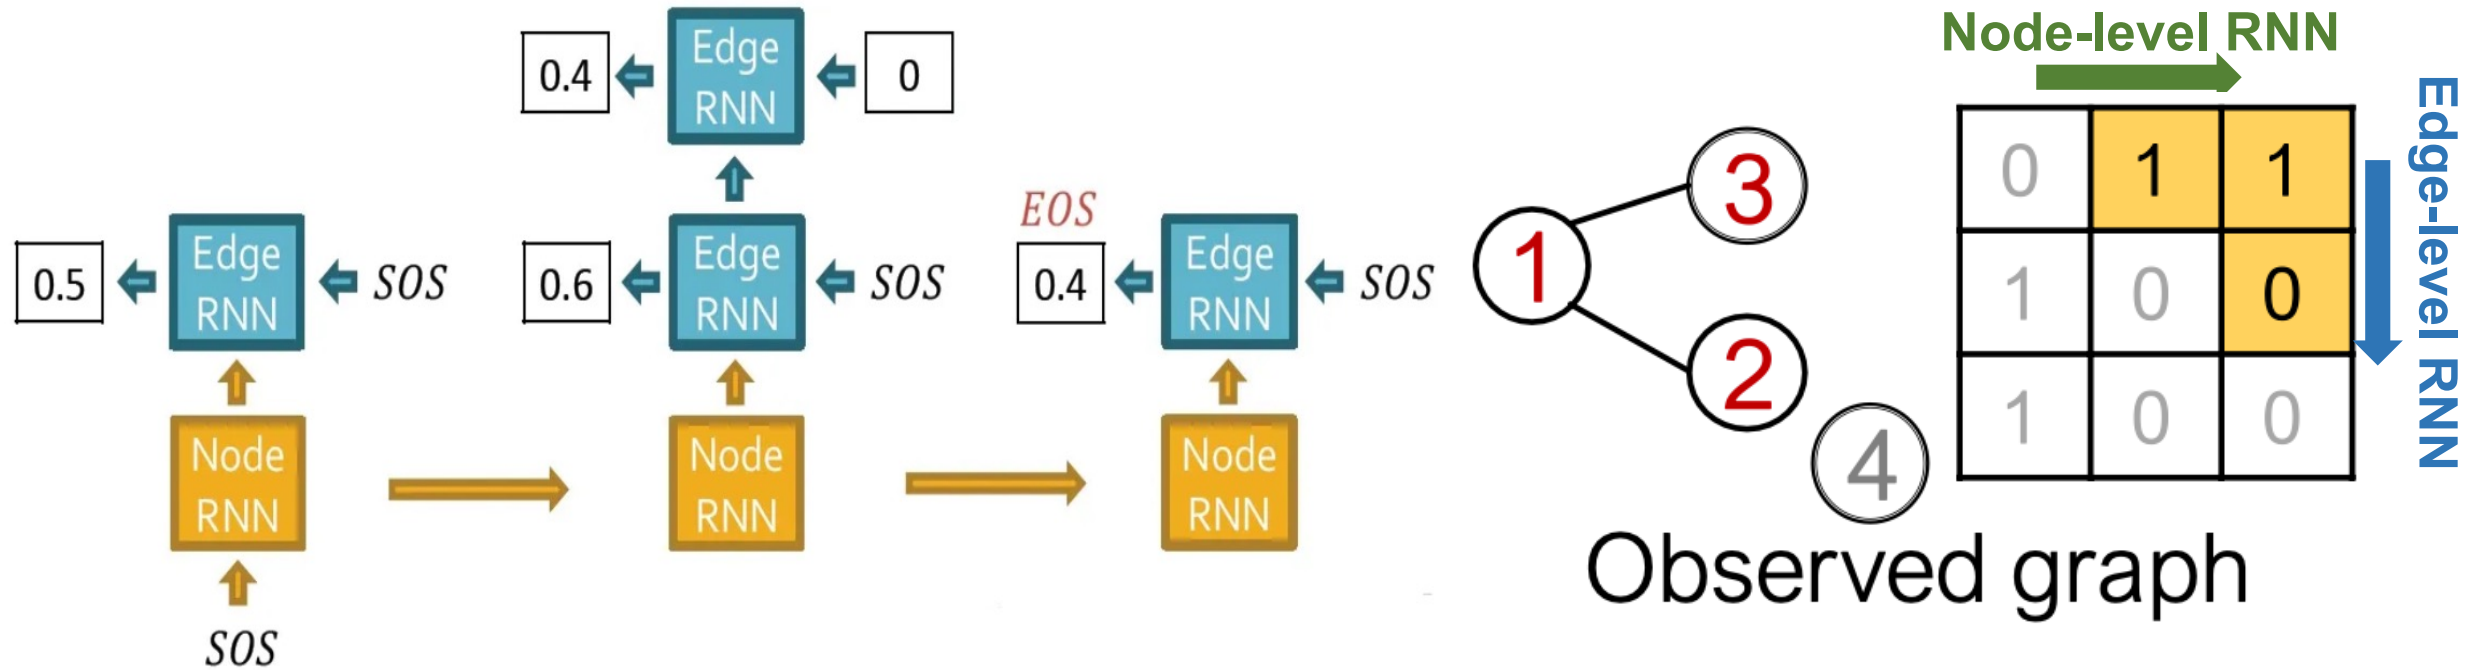 0.4
Edge
RNN
0
0.5
Edge
RNN
SOS
0.6
Edge
RNN
SOS
EOS
0.4
Edge
RNN
SOS
Node
RNN
Node
RNN
Node
RNN
SOS
1
3
2
4
Observed graph
Node-level RNN
0 1 1
1 0 0
1 0 0
Edge-level RNN